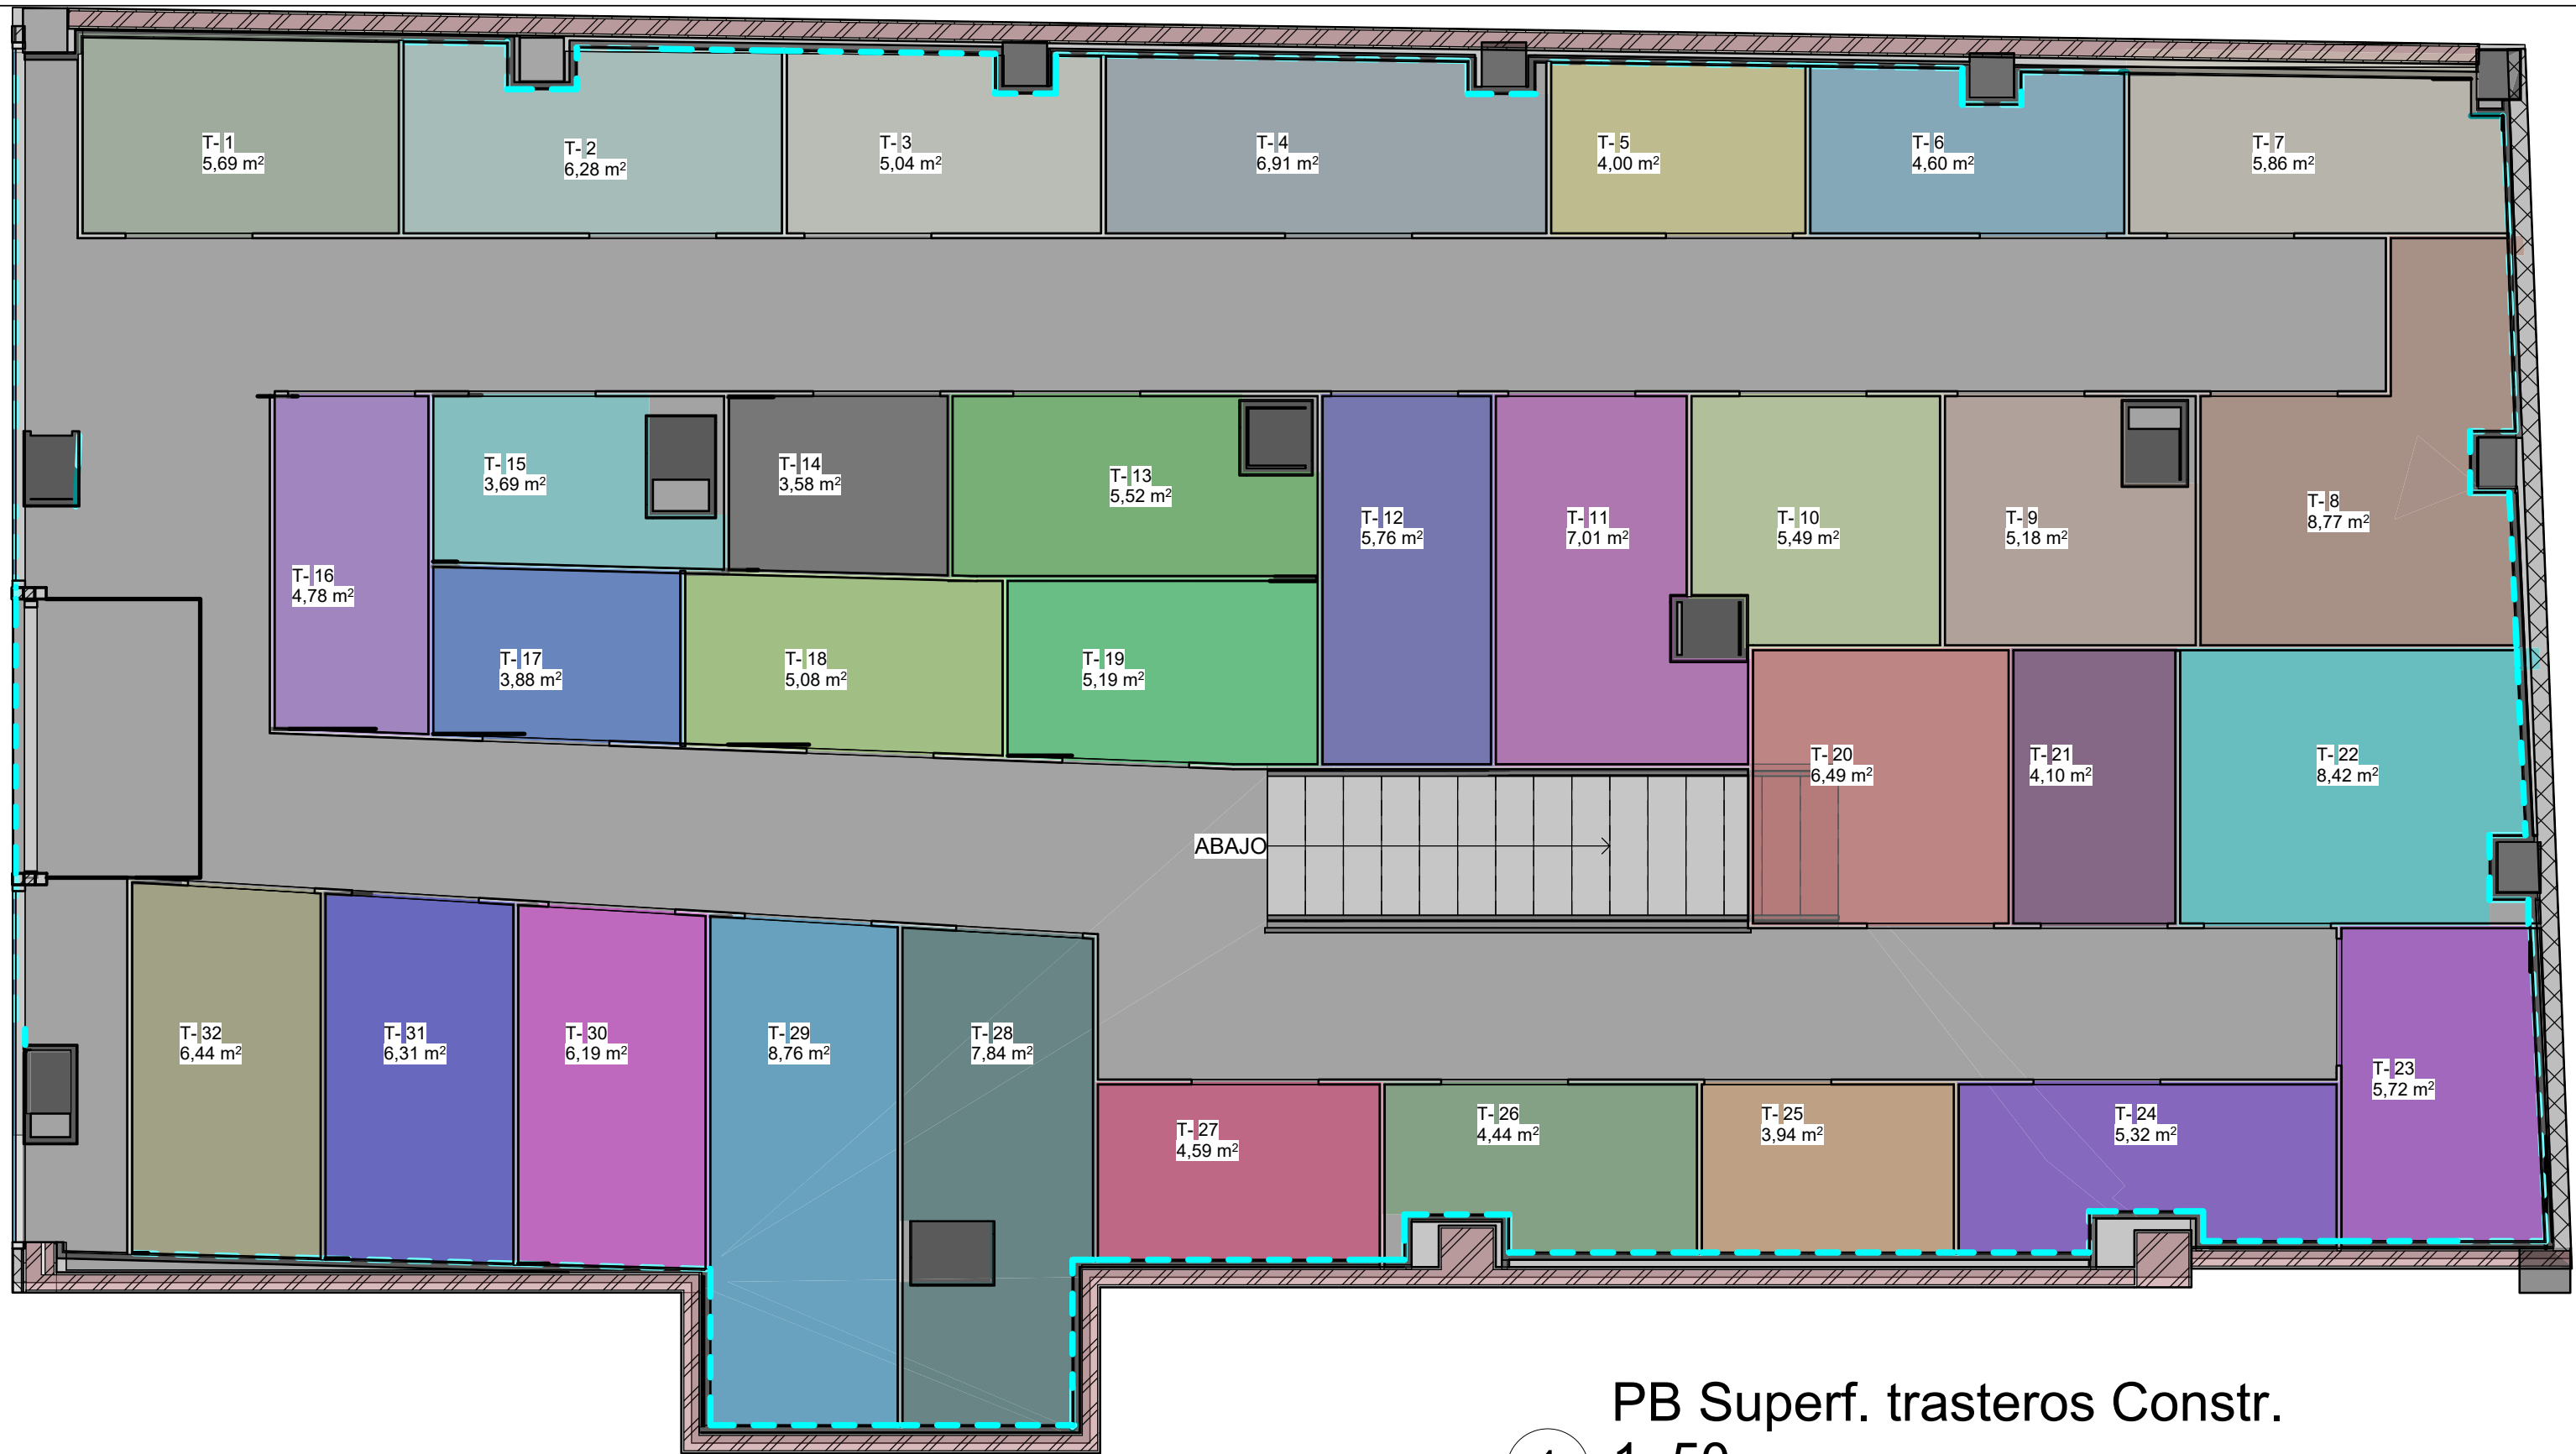 T- 1
5,69 m²
T- 2
6,28 m²
T- 3
5,04 m²
T- 4
6,91 m²
T- 5
4,00 m²
T- 6
4,60 m²
T- 7
5,86 m²
T- 8
8,77 m²
T- 9
5,18 m²
T- 10
5,49 m²
T- 11
7,01 m²
T- 12
5,76 m²
T- 13
5,52 m²
T- 14
3,58 m²
T- 15
3,69 m²
T- 16
4,78 m²
T- 17
3,88 m²
T- 18
5,08 m²
T- 19
5,19 m²
T- 20
6,49 m²
T- 21
4,10 m²
T- 22
8,42 m²
ABAJO
T- 23
5,72 m²
T- 24
5,32 m²
T- 25
3,94 m²
T- 26
4,44 m²
T- 27
4,59 m²
T- 28
7,84 m²
T- 29
8,76 m²
T- 30
6,19 m²
T- 31
6,31 m²
T- 32
6,44 m²
PB Superf. trasteros Constr.